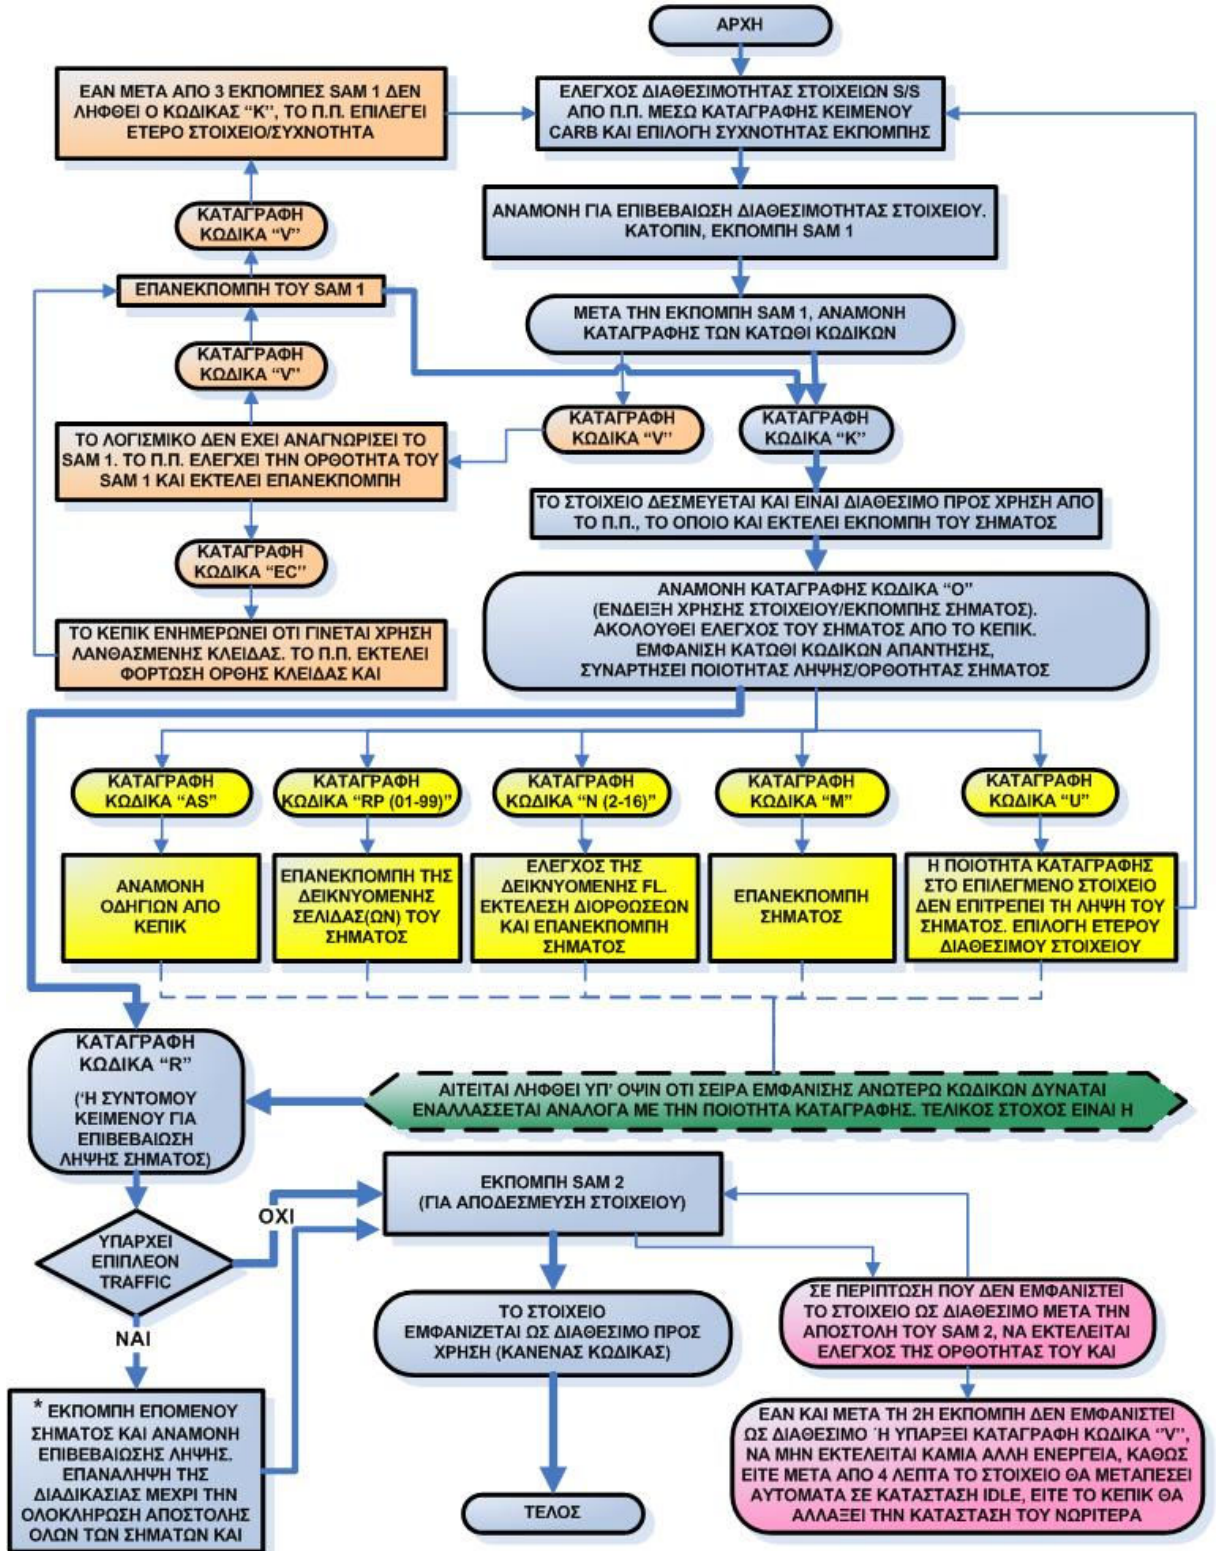 ΑΡΧΗ
ΕΑΝ ΜΕΤΑ ΑΠΟ 3 ΕΚΠΟΜΠΕΣ SAM 1 ΔΕΝ
ΛΗΦΘΕΙ Ο ΚΩΔΙΚΑΣ “Κ”, ΤΟ Π.Π. ΕΠΙΛΕΓΕΙ
ΕΤΕΡΟ ΣΤΟΙΧΕΙΟ/ΣΥΧΝΟΤΗΤΑ
ΕΛΕΓΧΟΣ ΔΙΑΘΕΣΙΜΟΤΗΤΑΣ ΣΤΟΙΧΕΙΩΝ S/S
ΑΠΟ Π.Π. ΜΕΣΩ ΚΑΤΑΓΡΑΦΗΣ ΚΕΙΜΕΝΟΥ
CARB ΚΑΙ ΕΠΙΛΟΓΗ ΣΥΧΝΟΤΗΤΑΣ ΕΚΠΟΜΠΗΣ
ΚΑΤΑΓΡΑΦΗ
ΚΩΔΙΚΑ “V”
ΑΝΑΜΟΝΗ ΓΙΑ ΕΠΙΒΕΒΑΙΩΣΗ ΔΙΑΘΕΣΙΜΟΤΗΤΑΣ ΣΤΟΙΧΕΙΟΥ.
ΚΑΤΟΠΙΝ, ΕΚΠΟΜΠΗ SAM 1
ΕΠΑΝΕΚΠΟΜΠΗ ΤΟΥ SAM 1
ΜΕΤΑ ΤΗΝ ΕΚΠΟΜΠΗ SAM 1, ΑΝΑΜΟΝΗ
ΚΑΤΑΓΡΑΦΗΣ ΤΩΝ ΚΑΤΩΘΙ ΚΩΔΙΚΩΝ
ΚΑΤΑΓΡΑΦΗ
ΚΩΔΙΚΑ “V”
ΚΑΤΑΓΡΑΦΗ
ΚΩΔΙΚΑ “V”
ΚΑΤΑΓΡΑΦΗ
ΚΩΔΙΚΑ “Κ”
ΤΟ ΛΟΓΙΣΜΙΚΟ ΔΕΝ ΕΧΕΙ ΑΝΑΓΝΩΡΙΣΕΙ ΤΟ
SAM 1. ΤΟ Π.Π. ΕΛΕΓΧΕΙ ΤΗΝ ΟΡΘΟΤΗΤΑ ΤΟΥ
SAM 1 ΚΑΙ ΕΚΤΕΛΕΙ ΕΠΑΝΕΚΠΟΜΠΗ
ΤΟ ΣΤΟΙΧΕΙΟ ΔΕΣΜΕΥΕΤΑΙ ΚΑΙ ΕΙΝΑΙ ΔΙΑΘΕΣΙΜΟ ΠΡΟΣ ΧΡΗΣΗ ΑΠΟ
ΤΟ Π.Π., ΤΟ ΟΠΟΙΟ ΚΑΙ ΕΚΤΕΛΕΙ ΕΚΠΟΜΠΗ ΤΟΥ ΣΗΜΑΤΟΣ
ΚΑΤΑΓΡΑΦΗ
ΚΩΔΙΚΑ “EC”
ΑΝΑΜΟΝΗ ΚΑΤΑΓΡΑΦΗΣ ΚΩΔΙΚΑ “Ο”
(ΕΝΔΕΙΞΗ ΧΡΗΣΗΣ ΣΤΟΙΧΕΙΟΥ/ΕΚΠΟΜΠΗΣ ΣΗΜΑΤΟΣ).
ΑΚΟΛΟΥΘΕΙ ΕΛΕΓΧΟΣ ΤΟΥ ΣΗΜΑΤΟΣ ΑΠΟ ΤΟ ΚΕΠΙΚ.
ΕΜΦΑΝΙΣΗ ΚΑΤΩΘΙ ΚΩΔΙΚΩΝ ΑΠΑΝΤΗΣΗΣ,
ΣΥΝΑΡΤΗΣΕΙ ΠΟΙΟΤΗΤΑΣ ΛΗΨΗΣ/ΟΡΘΟΤΗΤΑΣ ΣΗΜΑΤΟΣ
ΤΟ ΚΕΠΙΚ ΕΝΗΜΕΡΩΝΕΙ ΟΤΙ ΓΙΝΕΤΑΙ ΧΡΗΣΗ
ΛΑΝΘΑΣΜΕΝΗΣ ΚΛΕΙΔΑΣ. ΤΟ Π.Π. ΕΚΤΕΛΕΙ
ΦΟΡΤΩΣΗ ΟΡΘΗΣ ΚΛΕΙΔΑΣ ΚΑΙ
ΚΑΤΑΓΡΑΦΗ
ΚΩΔΙΚΑ “AS”
ΚΑΤΑΓΡΑΦΗ
ΚΩΔΙΚΑ “RP (01-99)”
ΚΑΤΑΓΡΑΦΗ
ΚΩΔΙΚΑ “N (2-16)”
ΚΑΤΑΓΡΑΦΗ
ΚΩΔΙΚΑ “M”
ΚΑΤΑΓΡΑΦΗ
ΚΩΔΙΚΑ “U”
ΑΝΑΜΟΝΗ
ΟΔΗΓΙΩΝ ΑΠΟ
ΚΕΠΙΚ
ΕΠΑΝΕΚΠΟΜΠΗ ΤΗΣ
ΔΕΙΚΝΥΟΜΕΝΗΣ
ΣΕΛΙΔΑΣ(ΩΝ) ΤΟΥ
ΣΗΜΑΤΟΣ
ΕΛΕΓΧΟΣ ΤΗΣ
ΔΕΙΚΝΥΟΜΕΝΗΣ FL.
ΕΚΤΕΛΕΣΗ ΔΙΟΡΘΩΣΕΩΝ
ΚΑΙ ΕΠΑΝΕΚΠΟΜΠΗ
ΣΗΜΑΤΟΣ
ΕΠΑΝΕΚΠΟΜΠΗ
ΣΗΜΑΤΟΣ
Η ΠΟΙΟΤΗΤΑ ΚΑΤΑΓΡΑΦΗΣ
ΣΤΟ ΕΠΙΛΕΓΜΕΝΟ ΣΤΟΙΧΕΙΟ
ΔΕΝ ΕΠΙΤΡΕΠΕΙ ΤΗ ΛΗΨΗ ΤΟΥ
ΣΗΜΑΤΟΣ. ΕΠΙΛΟΓΗ ΕΤΕΡΟΥ
ΔΙΑΘΕΣΙΜΟΥ ΣΤΟΙΧΕΙΟΥ
ΚΑΤΑΓΡΑΦΗ
ΚΩΔΙΚΑ “R”
(‘Η ΣΥΝΤΟΜΟΥ
ΚΕΙΜΕΝΟΥ ΓΙΑ
ΕΠΙΒΕΒΑΙΩΣΗ
ΛΗΨΗΣ ΣΗΜΑΤΟΣ)
ΑΙΤΕΙΤΑΙ ΛΗΦΘΕΙ ΥΠ’ ΟΨΙΝ ΟΤΙ ΣΕΙΡΑ ΕΜΦΑΝΙΣΗΣ ΑΝΩΤΕΡΩ ΚΩΔΙΚΩΝ ΔΥΝΑΤΑΙ
ΕΝΑΛΛΑΣΣΕΤΑΙ ΑΝΑΛΟΓΑ ΜΕ ΤΗΝ ΠΟΙΟΤΗΤΑ ΚΑΤΑΓΡΑΦΗΣ. ΤΕΛΙΚΟΣ ΣΤΟΧΟΣ ΕΙΝΑΙ Η
ΕΚΠΟΜΠΗ SAM 2
(ΓΙΑ ΑΠΟΔΕΣΜΕΥΣΗ ΣΤΟΙΧΕΙΟΥ)
ΟΧΙ
ΥΠΑΡΧΕΙ
ΕΠΙΠΛΕΟΝ
TRAFFIC
ΝΑΙ
ΤΟ ΣΤΟΙΧΕΙΟ
ΕΜΦΑΝΙΖΕΤΑΙ ΩΣ ΔΙΑΘΕΣΙΜΟ ΠΡΟΣ
ΧΡΗΣΗ (ΚΑΝΕΝΑΣ ΚΩΔΙΚΑΣ)
ΣΕ ΠΕΡΙΠΤΩΣΗ ΠΟΥ ΔΕΝ ΕΜΦΑΝΙΣΤΕΙ
ΤΟ ΣΤΟΙΧΕΙΟ ΩΣ ΔΙΑΘΕΣΙΜΟ ΜΕΤΑ ΤΗΝ
ΑΠΟΣΤΟΛΗ ΤΟΥ SAM 2, ΝΑ ΕΚΤΕΛΕΙΤΑΙ
ΕΛΕΓΧΟΣ ΤΗΣ ΟΡΘΟΤΗΤΑΣ ΤΟΥ ΚΑΙ
* ΕΚΠΟΜΠΗ ΕΠΟΜΕΝΟΥ
ΣΗΜΑΤΟΣ ΚΑΙ ΑΝΑΜΟΝΗ
ΕΠΙΒΕΒΑΙΩΣΗΣ ΛΗΨΗΣ.
ΕΠΑΝΑΛΗΨΗ ΤΗΣ
ΔΙΑΔΙΚΑΣΙΑΣ ΜΕΧΡΙ ΤΗΝ
ΟΛΟΚΛΗΡΩΣΗ ΑΠΟΣΤΟΛΗΣ
ΟΛΩΝ ΤΩΝ ΣΗΜΑΤΩΝ ΚΑΙ
ΕΑΝ ΚΑΙ ΜΕΤΑ ΤΗ 2Η ΕΚΠΟΜΠΗ ΔΕΝ ΕΜΦΑΝΙΣΤΕΙ
ΩΣ ΔΙΑΘΕΣΙΜΟ ΄Η ΥΠΑΡΞΕΙ ΚΑΤΑΓΡΑΦΗ ΚΩΔΙΚΑ ‘‘V’’,
ΝΑ ΜΗΝ ΕΚΤΕΛΕΙΤΑΙ ΚΑΜΙΑ ΑΛΛΗ ΕΝΕΡΓΕΙΑ, ΚΑΘΩΣ
ΕΙΤΕ ΜΕΤΑ ΑΠΟ 4 ΛΕΠΤΑ ΤΟ ΣΤΟΙΧΕΙΟ ΘΑ ΜΕΤΑΠΕΣΕΙ
ΑΥΤΟΜΑΤΑ ΣΕ ΚΑΤΑΣΤΑΣΗ IDLE, ΕΙΤΕ ΤΟ ΚΕΠΙΚ ΘΑ
ΑΛΛΑΞΕΙ ΤΗΝ ΚΑΤΑΣΤΑΣΗ ΤΟΥ ΝΩΡΙΤΕΡΑ
ΤΕΛΟΣ